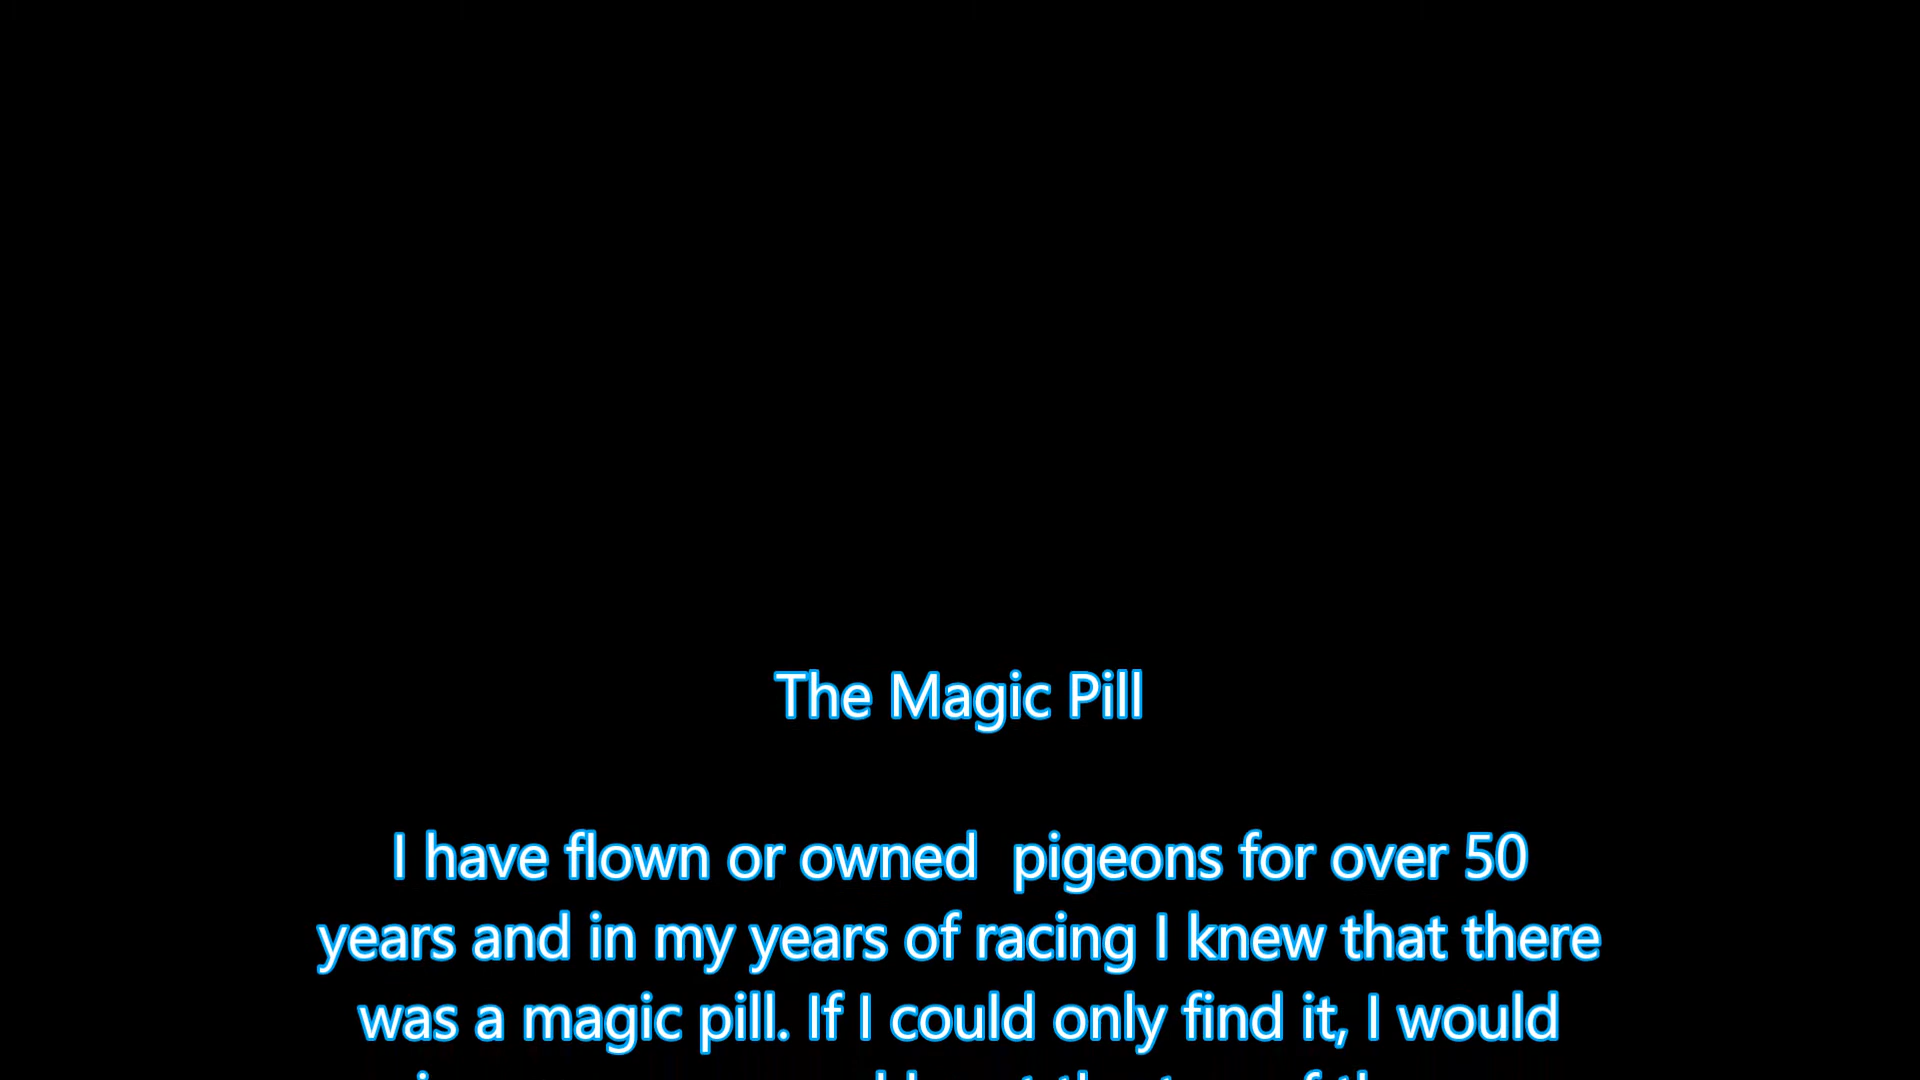 The Magic Pill
I have flown or owned  pigeons for over 50
years and in my years of racing I knew that there
was a magic pill. If I could only find it, I would